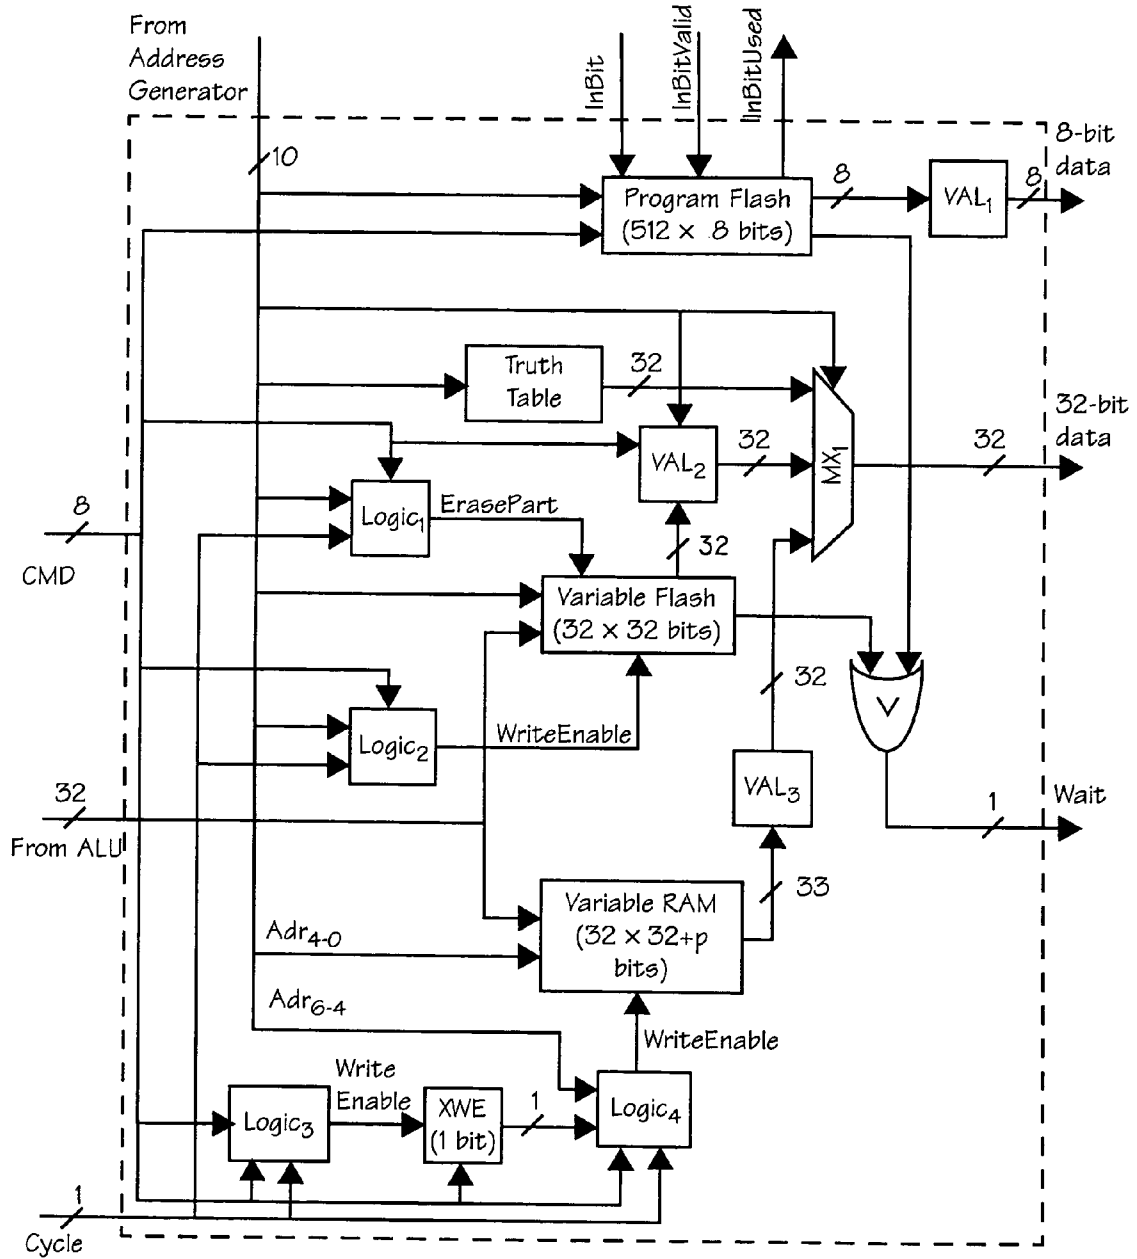 From
Address
Generator
InBit
InBitValid
InBitUsed
10
8-bit
data
8
8
Program Flash
(512 × .8 bits)
VAL1
Truth
Table
32
32-bit
data
32
32
VAL2
MX1
8
CMD
Logic1
ErasePart
32
Variable Flash
(32 × 32 bits)
32
V
Logic2
WriteEnable
VAL3
32
From ALU
1
Wait
33
Variable RAM
(32 × 32+p
bits)
Adr4-0
Adr6-4
WriteEnable
Write
Enable
Logic3
XWE
(1 bit)
1
Logic4
1
Cycle